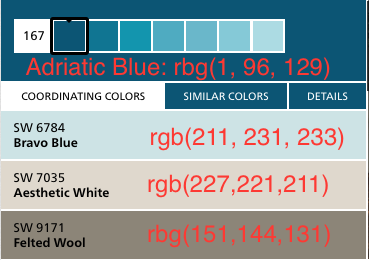 167
Adriatic Blue: rbg(1, 96, 129)
COORDINATING COLORS SIMILAR COLORS DETAILS
SW 6784
Bravo Blue rgb(211, 231, 233)
SW 7035
Aesthetic White rgb(227,221,211)
SW 9171
Felted Wool rbg(151,144,131)